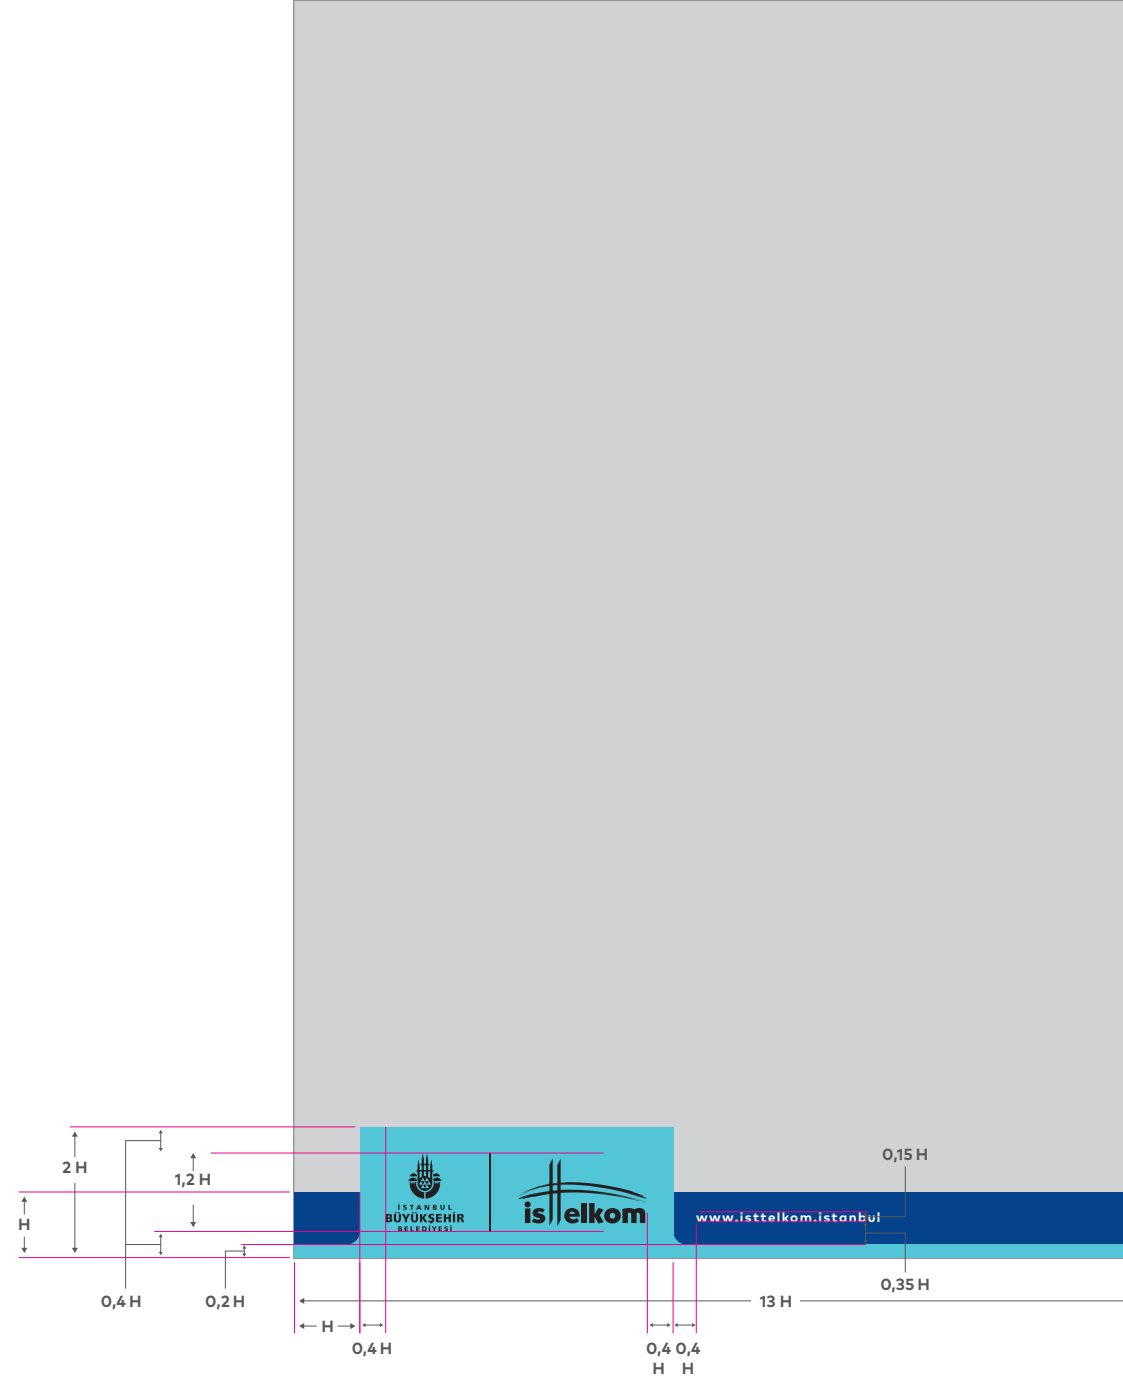 0,15 H
2 H
1,2 H
H
İSTANBUL
BÜYÜKŞEHİR
BELEDİYESİ
isttelkom
www.isttelkom.istanbul
0,35 H
0,4 H
0,2 H
13 H
H
0,4 H
0,4
H
0,4
H